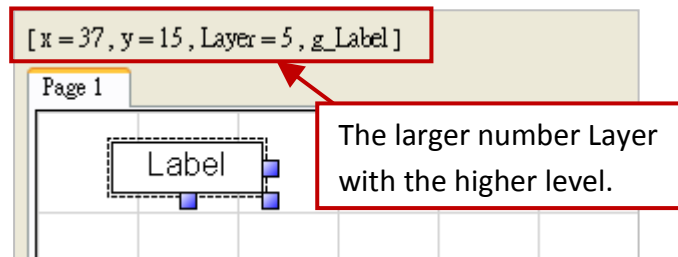 [ x = 37 , y = 15 , Layer = 5 , g_Label ]
Page 1
The larger number Layer
with the higher level.
Label